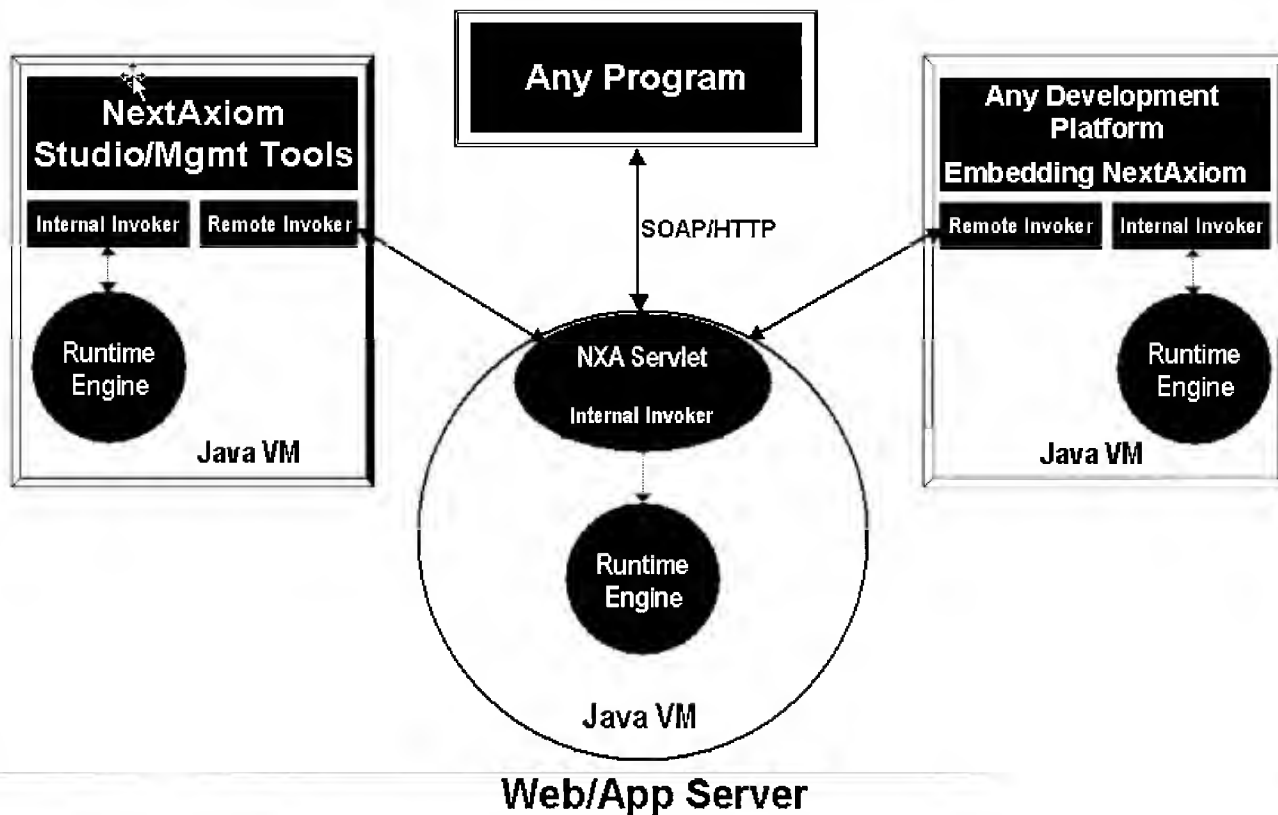 Any Program
NextAxiom
Studio/Mgmt Tools
Any Development
Platform
Embedding NextAxiom
Internal Invoker
Remote Invoker
SOAP/HTTP
Remote Invoker
Internal Invoker
Runtime
Engine
Java VM
NXA Servlet
Internal Invoker
Runtime
Engine
Java VM
Runtime
Engine
Java VM
Web/App Server